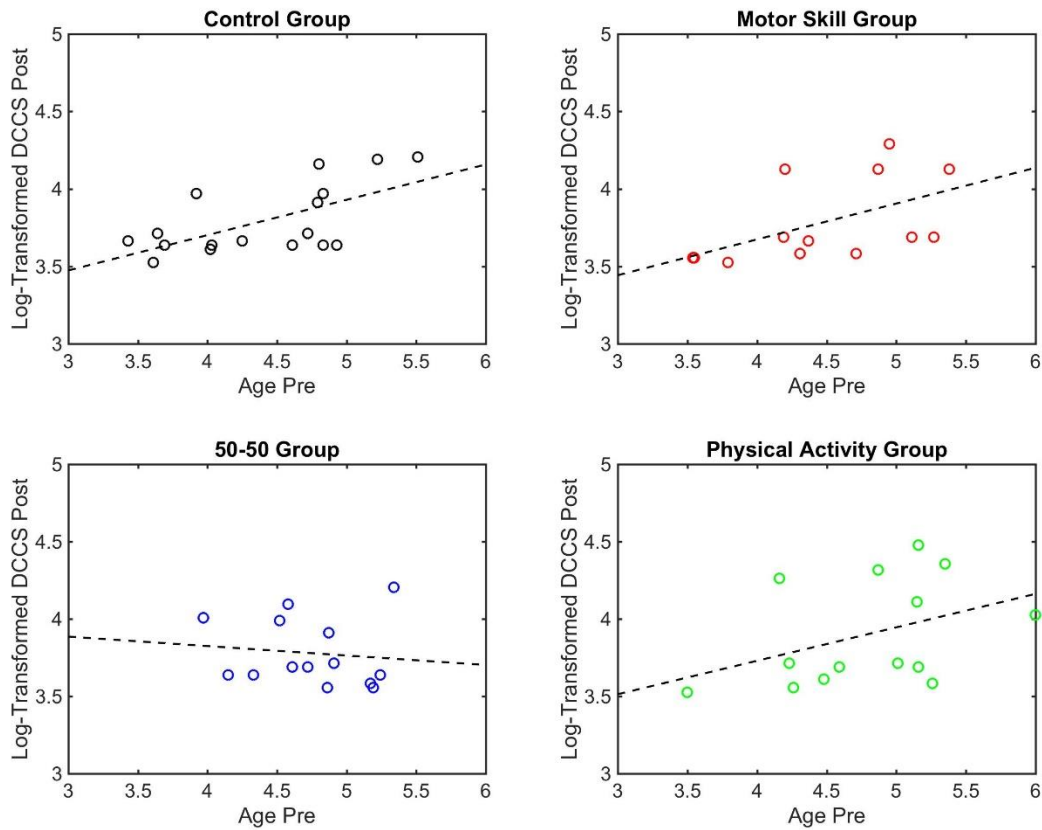 Control Group
Log-Transformed DCCS Post
5
4.5
4
3.5
3
3 3.5 4 4.5 5 5.5 6
Age Pre
Motor Skill Group
Log-Transformed DCCS Post
5
4.5
4
3.5
3
3 3.5 4 4.5 5 5.5 6
Age Pre
50-50 Group
Log-Transformed DCCS Post
5
4.5
4
3.5
3
3 3.5 4 4.5 5 5.5 6
Age Pre
Physical Activity Group
Log-Transformed DCCS Post
5
4.5
4
3.5
3
3 3.5 4 4.5 5 5.5 6
Age Pre